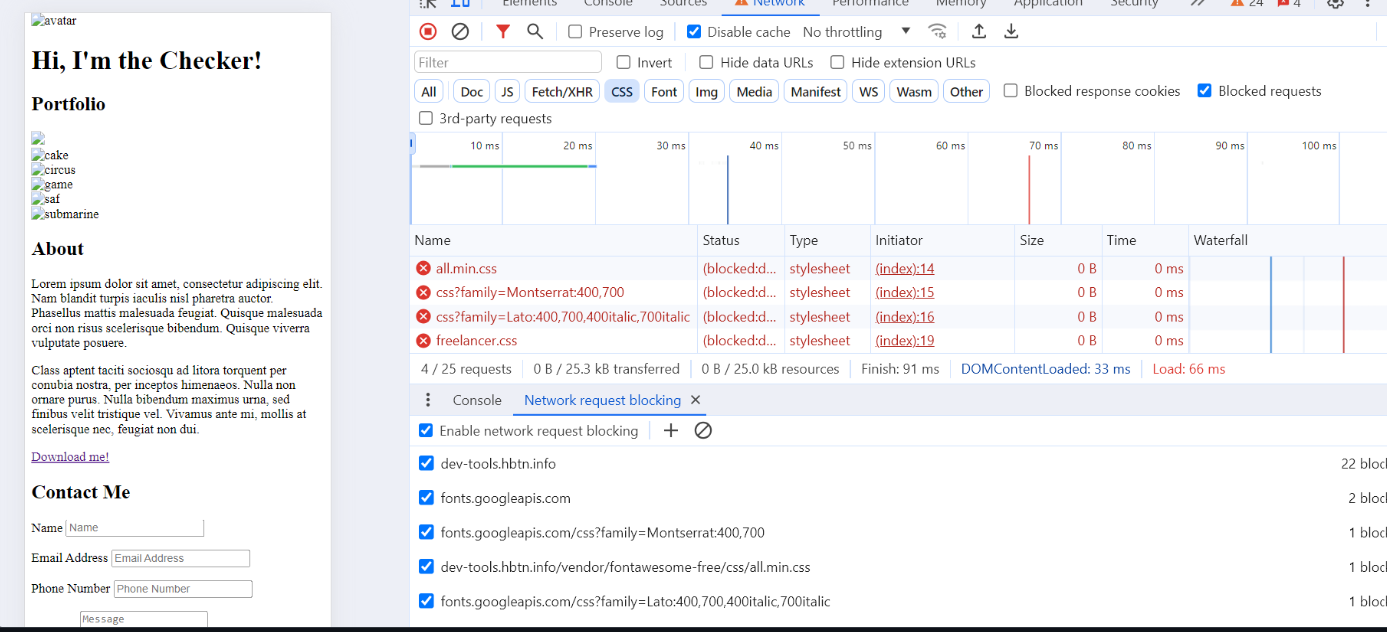 avatar
Hi, I'm the Checker!
Portfolio
cake
circus
game
saf
submarine
About
Lorem ipsum dolor sit amet, consectetur adipiscing elit.
Nam blandit turpis iaculis nisl pharetra auctor.
Phasellus mattis malesuada feugiat. Quisque malesuada
orci non risus scelerisque bibendum. Quisque viverra
vulputate posuere.
Class aptent taciti sociosqu ad litora torquent per
conubia nostra, per inceptos himenaeos. Nulla non
ornare purus. Nulla bibendum maximus urna, sed
finibus velit tristique vel. Vivamus ante mi, mollis at
scelerisque nec, feugiat non dui.
Download me!
Contact Me
Name Name
Email Address Email Address
Phone Number Phone Number
Message
Elements Console Sources Network Performance Memory Application Security 24 4
Preserve log Disable cache No throttling
Filter Invert Hide data URLs Hide extension URLs
All Doc JS Fetch/XHR CSS Font Img Media Manifest WS Wasm Other Blocked response cookies Blocked requests
3rd-party requests
10 ms 20 ms 30 ms 40 ms 50 ms 60 ms 70 ms 80 ms 90 ms 100 ms
Name Status Type Initiator Size Time Waterfall
all.min.css (blocked:d... stylesheet (index):14 0 B 0 ms
css?family=Montserrat:400,700 (blocked:d... stylesheet (index):15 0 B 0 ms
css?family=Lato:400,700,400italic,700italic (blocked:d... stylesheet (index):16 0 B 0 ms
freelancer.css (blocked:d... stylesheet (index):19 0 B 0 ms
4 / 25 requests 0 B / 25.3 kB transferred 0 B / 25.0 kB resources Finish: 91 ms DOMContentLoaded: 33 ms Load: 66 ms
Console Network request blocking
Enable network request blocking
dev-tools.hbtn.info 22 bloc
fonts.googleapis.com 2 bloc
fonts.googleapis.com/css?family=Montserrat:400,700 1 bloc
dev-tools.hbtn.info/vendor/fontawesome-free/css/all.min.css 1 bloc
fonts.googleapis.com/css?family=Lato:400,700,400italic,700italic 1 bloc